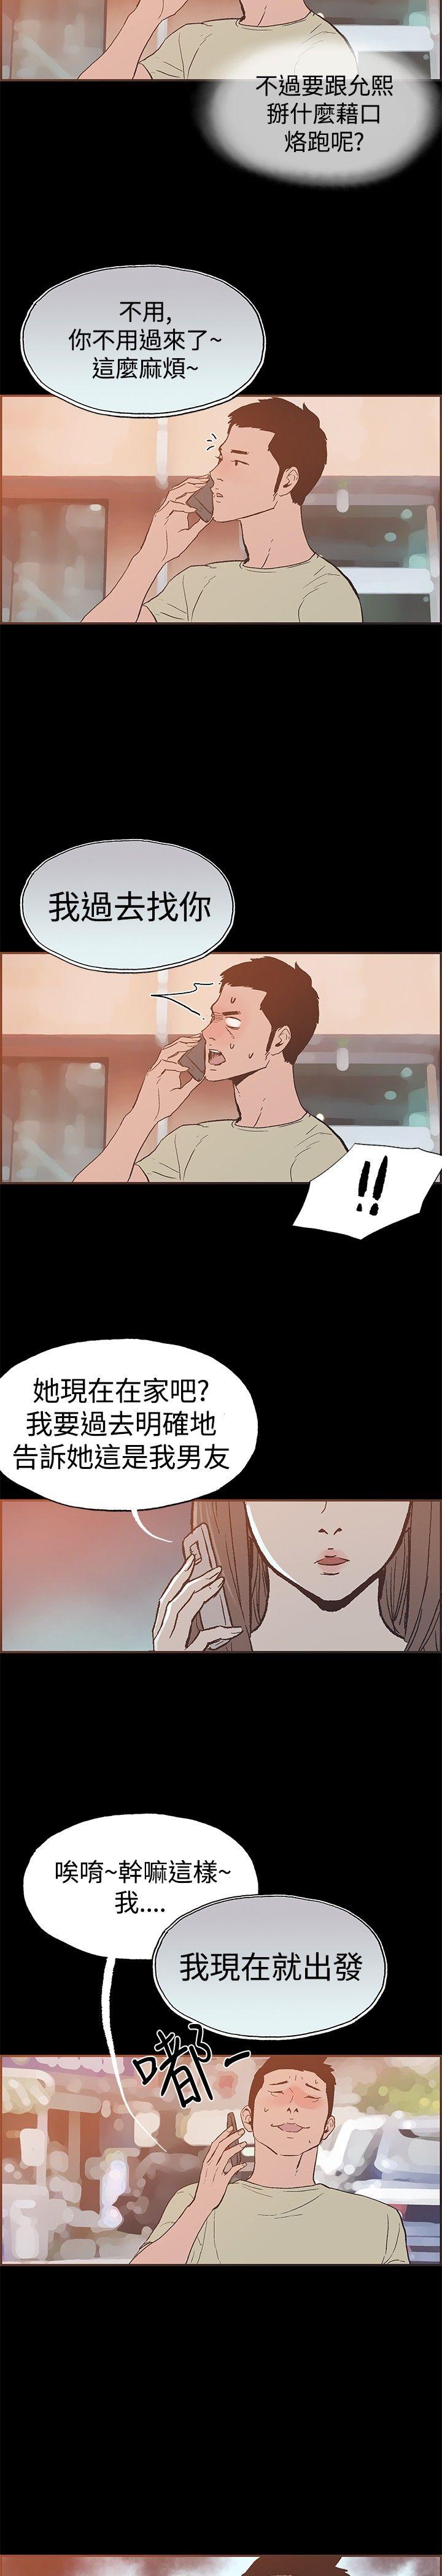 不過要跟允熙
掰什麼藉口
烙跑呢?
不用,
你不用過來了~
這麼麻煩~
我過去找你
!!
她現在在家吧?
我要過去明確地
告訴她這是我男友
唉唷~幹嘛這樣~
我....
我現在就出發
嘟-